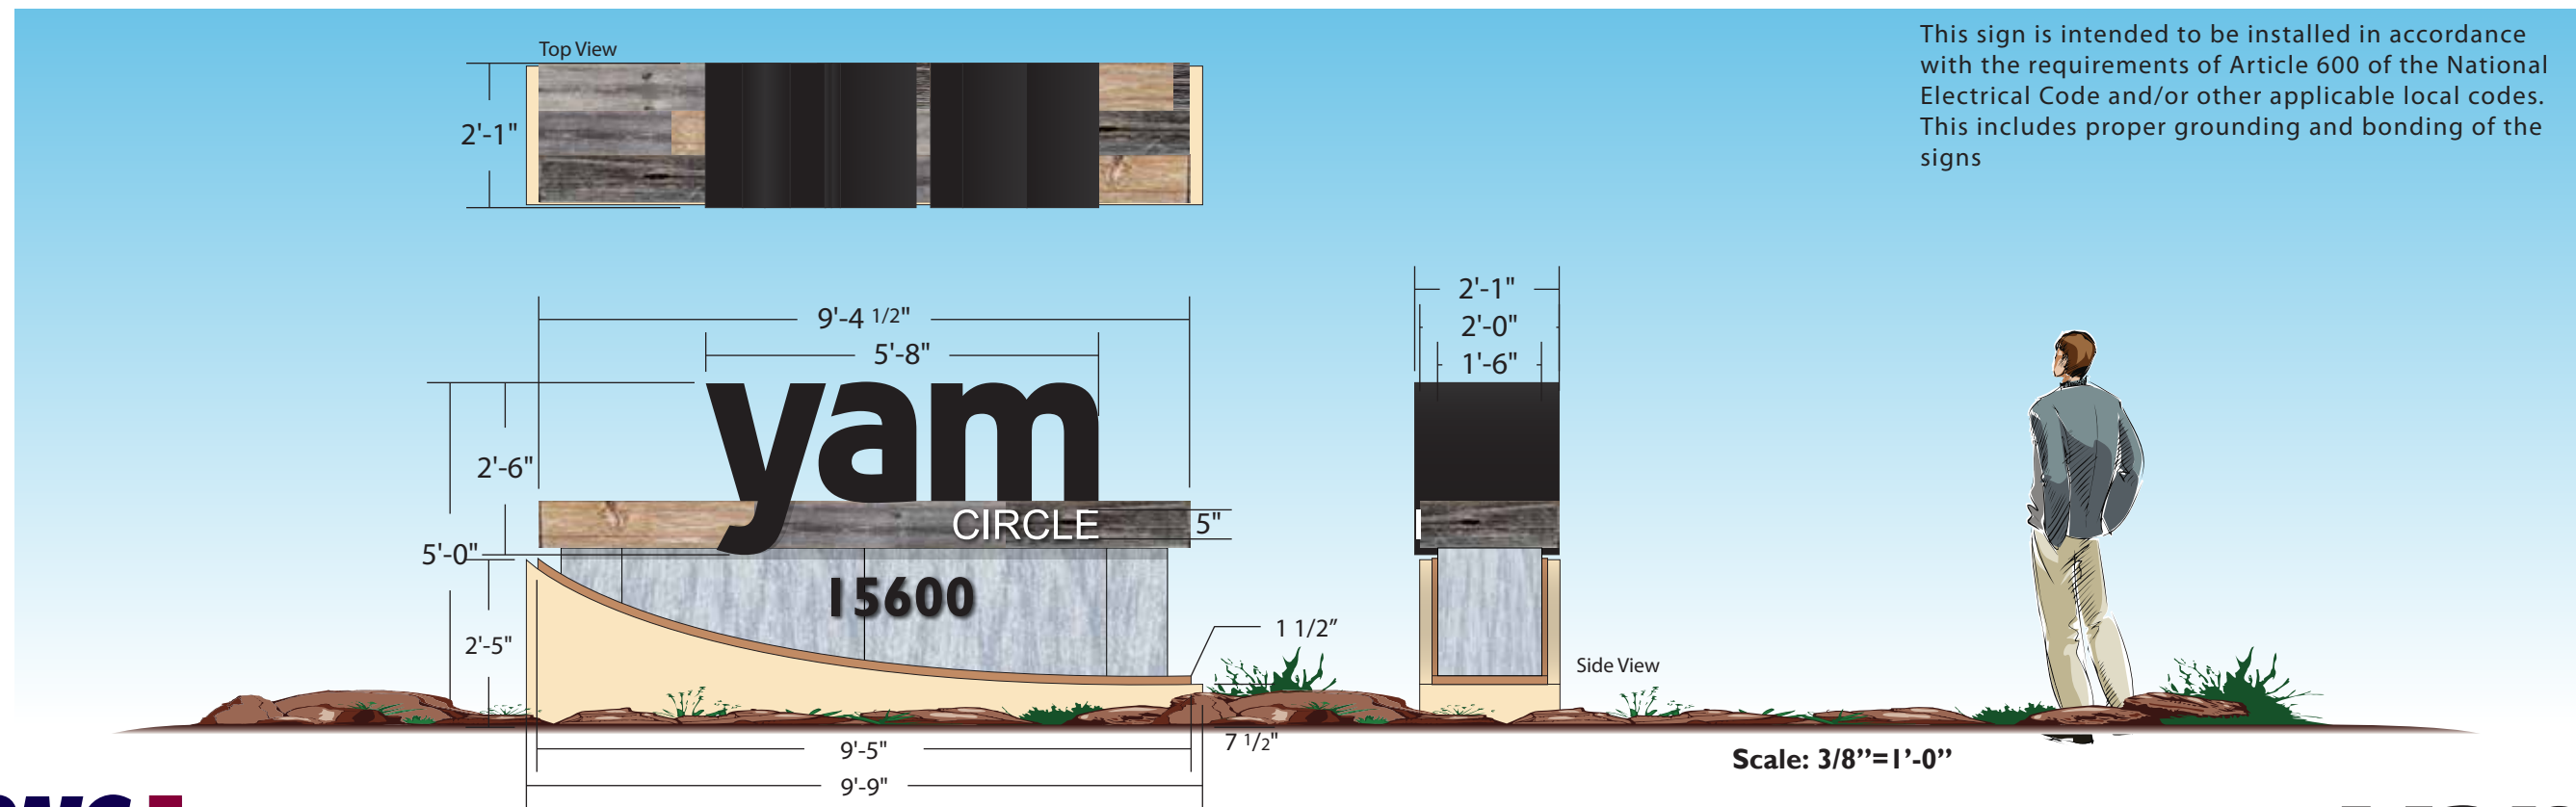 This sign is intended to be installed in accordance
with the requirements of Article 600 of the National
Electrical Code and/or other applicable local codes.
This includes proper grounding and bonding of the
signs
Top View
2'-1"
9'-4 1/2"
5'-8"
2'-1"
2'-0"
1'-6"
yam
2'-6"
CIRCLE
5"
5'-0"
15600
2'-5"
1 1/2"
Side View
7 1/2"
9'-5"
Scale: 3/8”=1’-0”
9'-9"